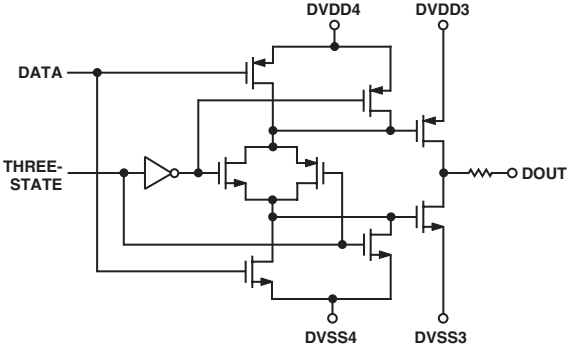 DVDD4
DVDD3
DATA
THREE-
STATE
DOUT
DVSS4
DVSS3